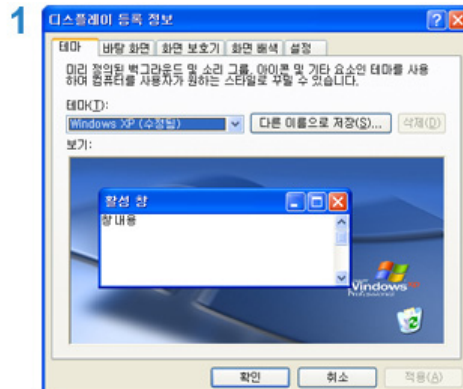 1
디스플레이 등록 정보
테마 바탕 화면 화면 보호기 화면 배색 설정
미리 정의된 백그라운드 및 소리 그룹, 아이콘 및 기타 요소인 테마를 사용
하여 컴퓨터를 사용자가 원하는 스타일로 꾸밀 수 있습니다.
테마(T):
Windows XP (수정됨) 다른 이름으로 저장(S)... 삭제(D)
보기:
활성 창
창 내용
Windows xp
Professional
확인 취소 적용(A)